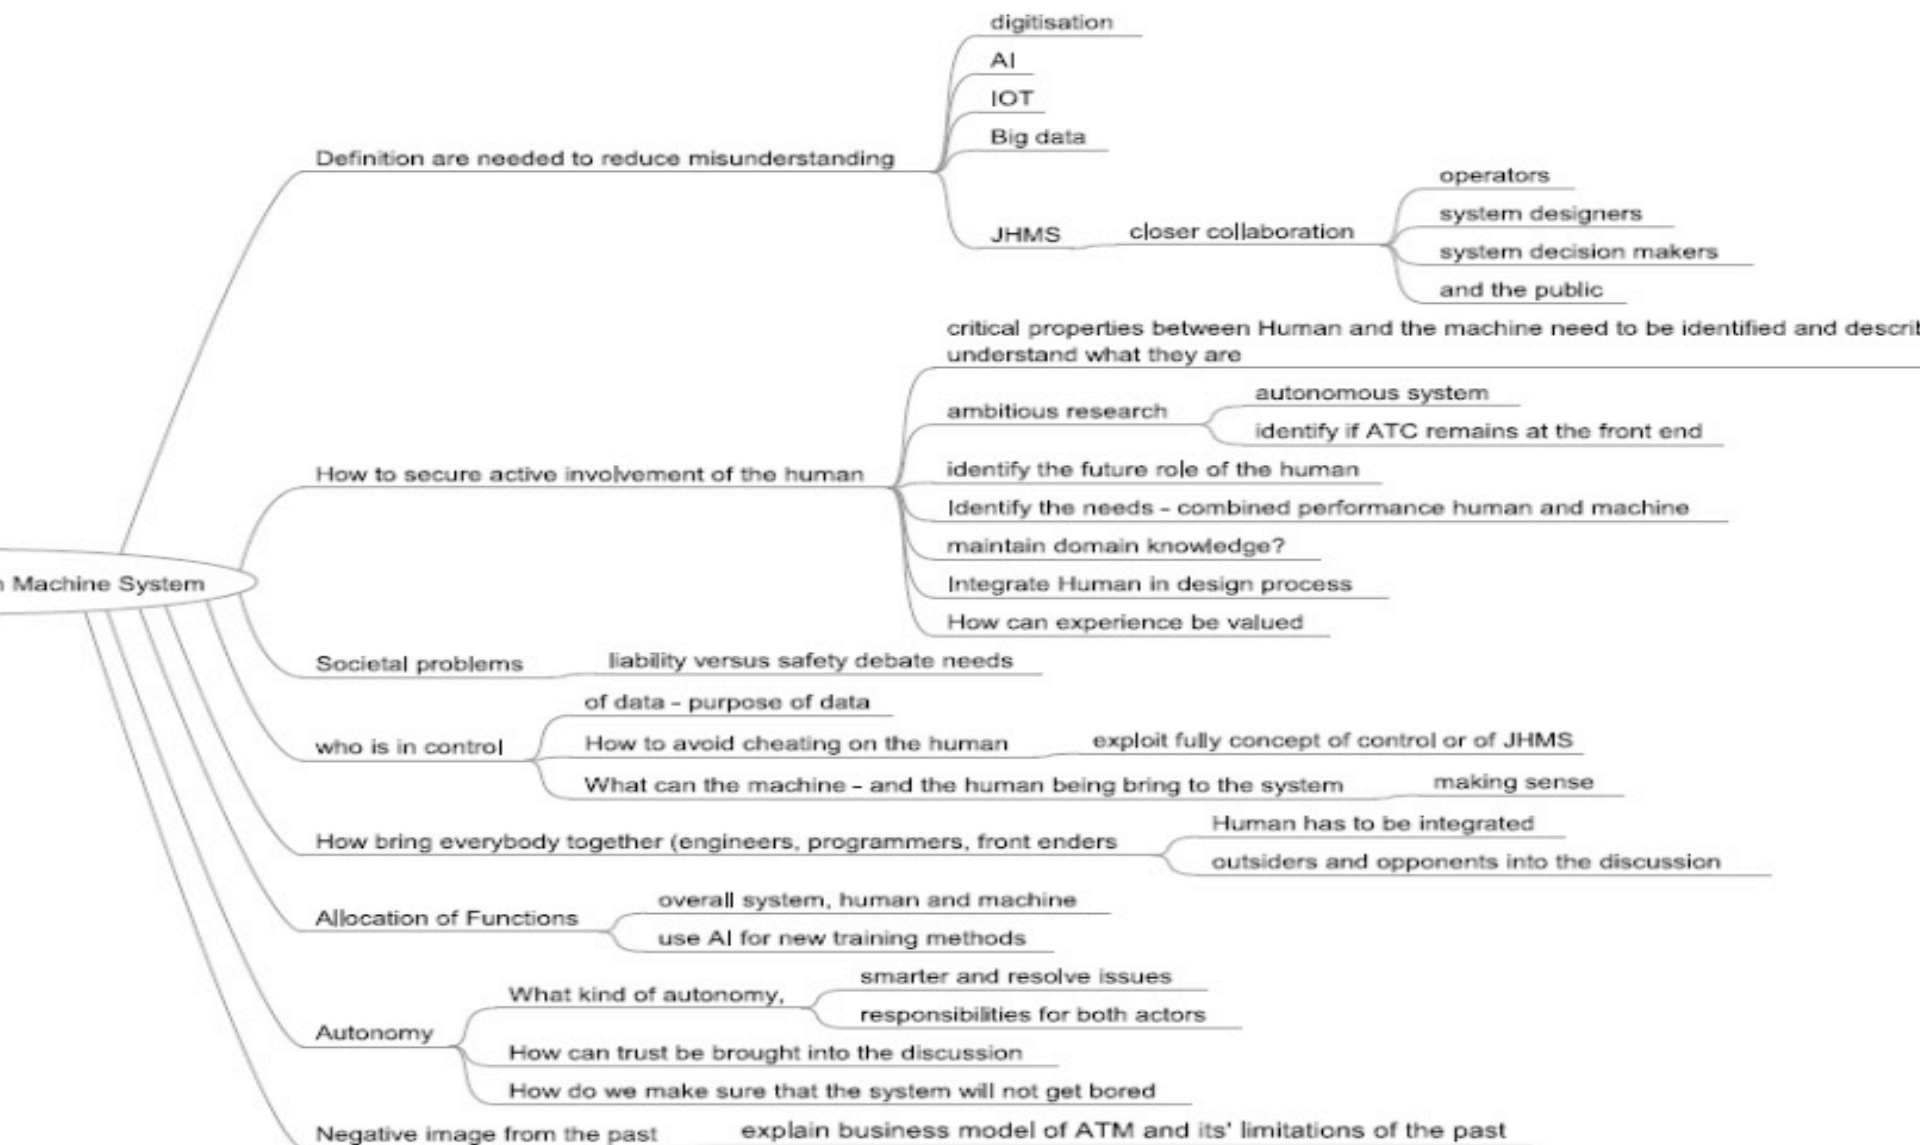 digitisation
AI
IOT
Big data
Definition are needed to reduce misunderstanding
operators
system designers
JHMS
closer collaboration
system decision makers
and the public
critical properties between Human and the machine need to be identified and
understand what they are
autonomous system
ambitious research
identify if ATC remains at the front end
How to secure active involvement of the human
identify the future role of the human
Identify the needs - combined performance human and machine
maintain domain knowledge?
Machine System
Integrate Human in design process
How can experience be valued
Societal problems
liability versus safety debate needs
of data - purpose of data
who is in control
How to avoid cheating on the human
exploit fully concept of control or of JHMS
What can the machine - and the human being bring to the system
making sense
How bring everybody together (engineers, programmers, front enders
Human has to be integrated
outsiders and opponents into the discussion
Allocation of Functions
overall system, human and machine
use AI for new training methods
What kind of autonomy,
smarter and resolve issues
responsibilities for both actors
Autonomy
How can trust be brought into the discussion
How do we make sure that the system will not get bored
Negative image from the past
explain business model of ATM and its' limitations of the past